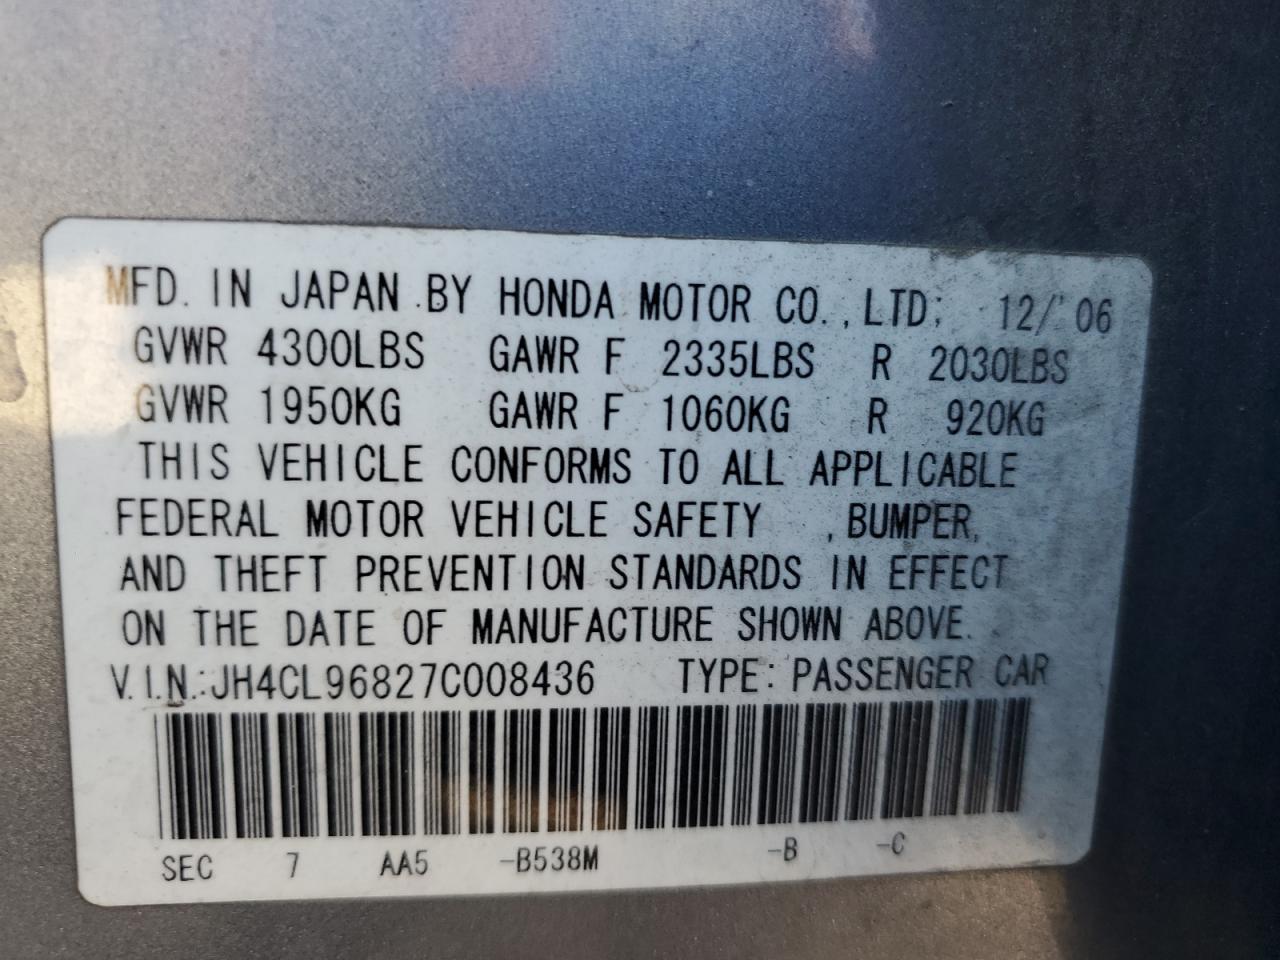 MFD. IN JAPAN BY HONDA MOTOR CO., LTD; 12/'06
GVWR 4300LBS GAWR F 2335LBS R 2030LBS
GVWR 1950KG GAWR F 1060KG R 920KG
THIS VEHICLE CONFORMS TO ALL APPLICABLE
FEDERAL MOTOR VEHICLE SAFETY , BUMPER,
AND THEFT PREVENTION STANDARDS IN EFFECT
ON THE DATE OF MANUFACTURE SHOWN ABOVE.
V.I.N.:JH4CL96827C008436 TYPE: PASSENGER CAR
SEC 7 AA5 -B538M -B -C